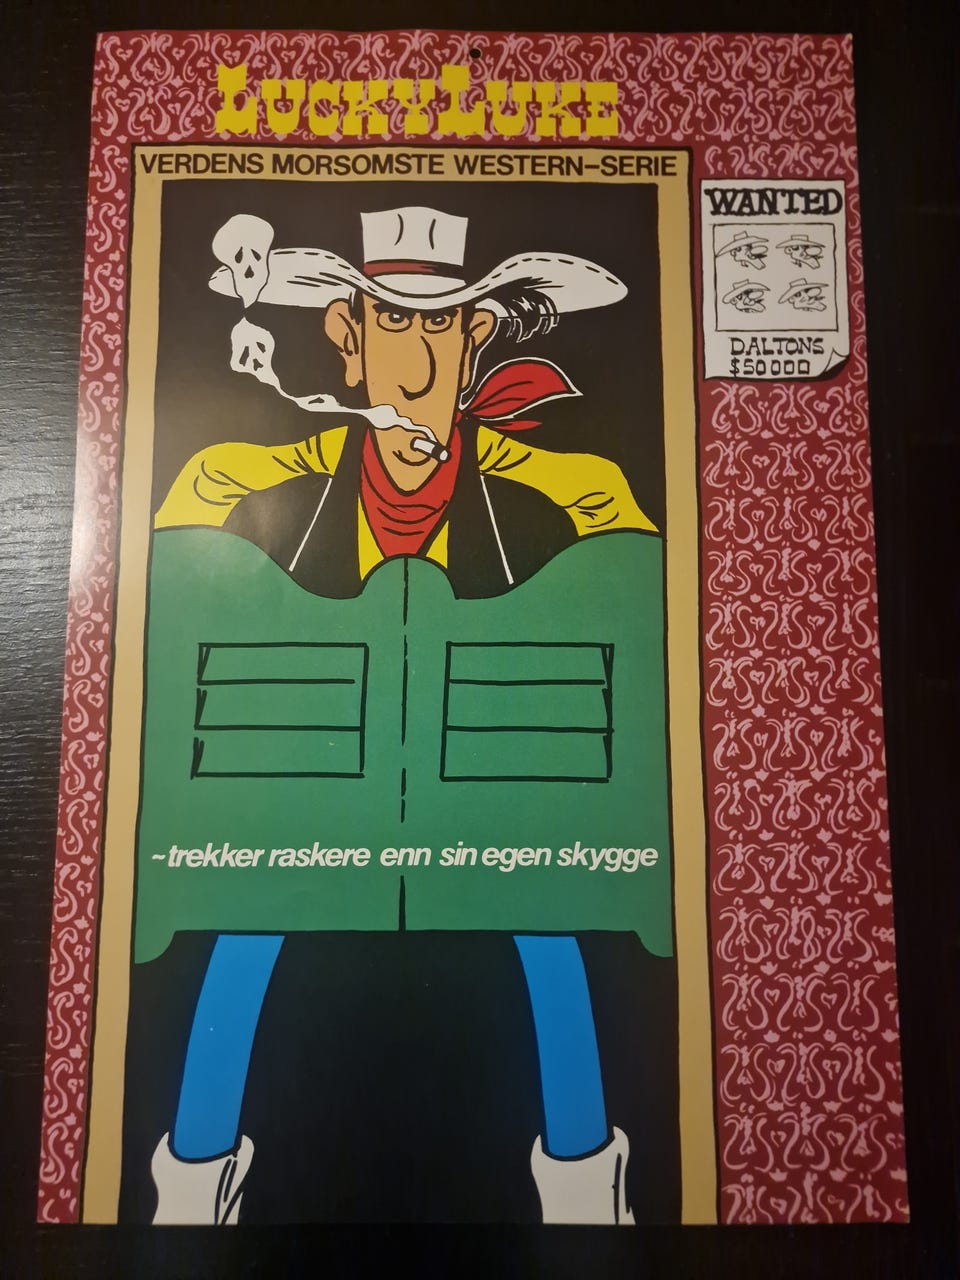 LUCKY LUKE
VERDENS MORSOMSTE WESTERN-SERIE
WANTED
DALTONS
$50000
~trekker raskere enn sin egen skygge